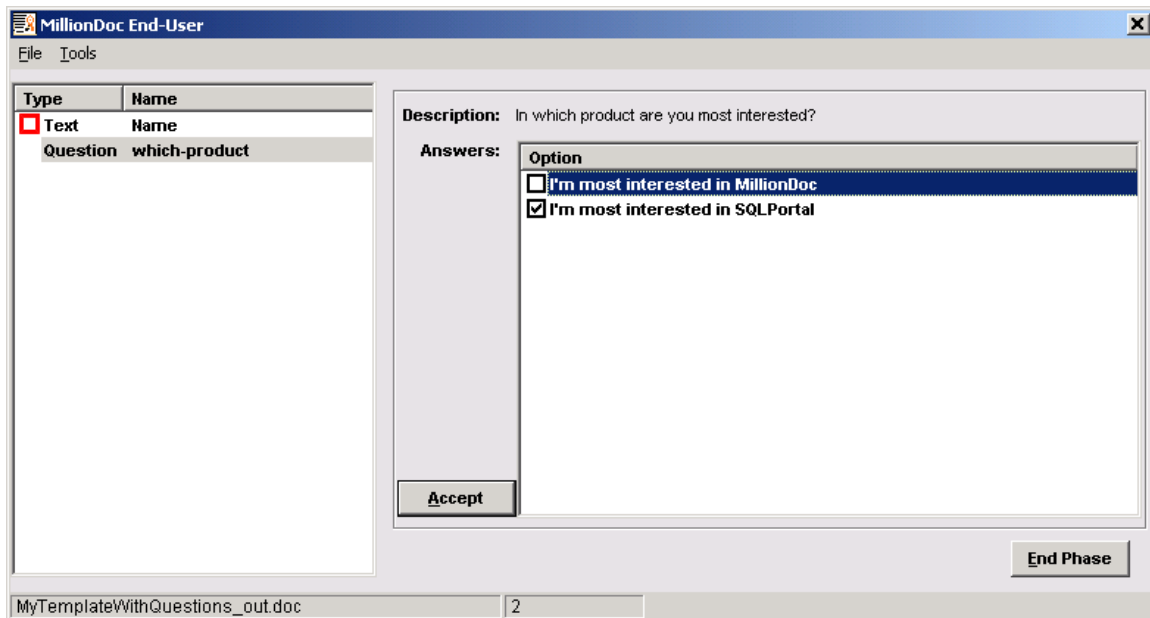 MillionDoc End-User
File Tools
Type Name
Text Name
Question which-product
Description: In which product are you most interested?
Answers:
Option
I'm most interested in MillionDoc
I'm most interested in SQLPortal
Accept
End Phase
MyTemplateWithQuestions_out.doc 2